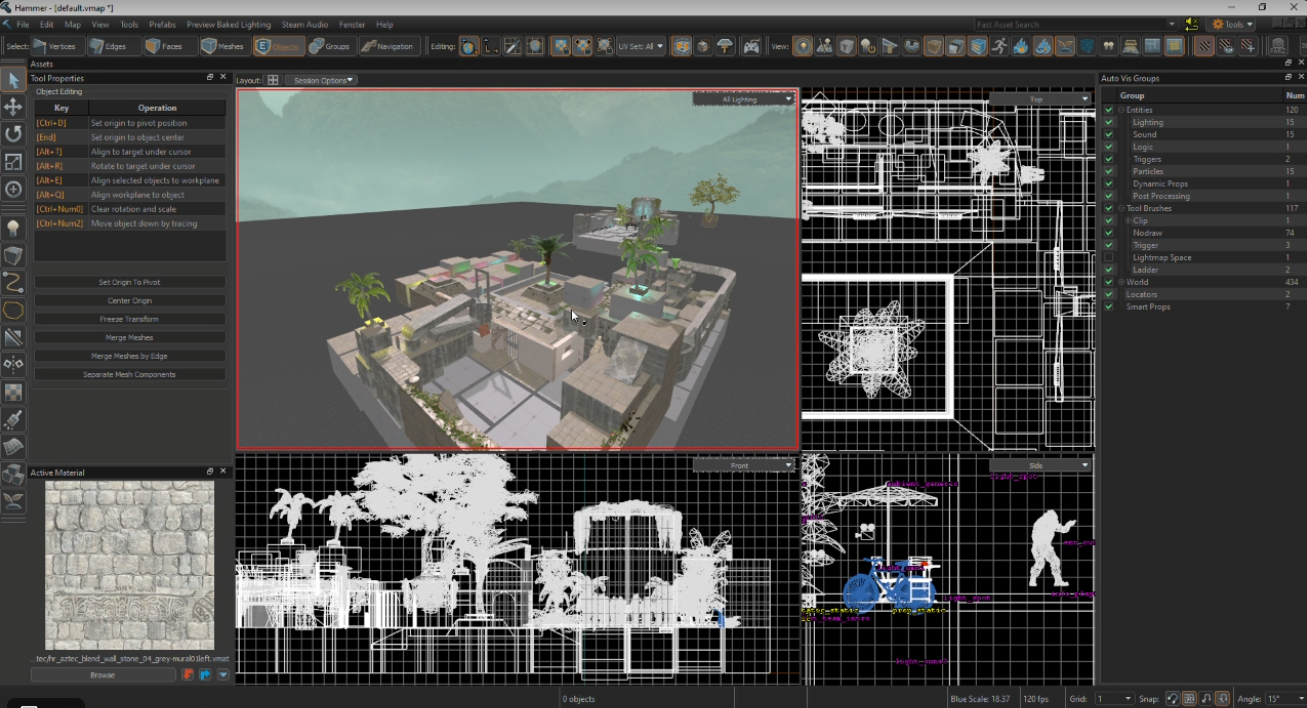 Hammer - [default.vmap *]
File Edit Map View Tools Prefabs Preview Baked Lighting Steam Audio Fenster Help Fast Asset Search Tools
Select: Vertices Edges Faces Meshes Objects Groups Navigation Editing: UV Set: All View:
Assets
Tool Properties
Object Editing
Key Operation
[Ctrl+D] Set origin to pivot position
[End] Set origin to object center
[Alt+T] Align to target under cursor
[Alt+R] Rotate to target under cursor
[Alt+E] Align selected objects to workplane
[Alt+Q] Align workplane to object
[Ctrl+Num0] Clear rotation and scale
[Ctrl+Num2] Move object down by tracing
Set Origin To Pivot
Center Origin
Freeze Transform
Merge Meshes
Merge Meshes by Edge
Separate Mesh Components
Active Material
...tec/hr_aztec_blend_wall_stone_04_grey-mural01left.vmat
Browse
Layout: Session Options
All Lighting
Top
Front
Side
ambient_generic
light_spot
light_spot
prop_static
Auto Vis Groups
Group Num
Entities 120
Lighting 15
Sound 15
Logic 1
Triggers 2
Particles 15
Dynamic Props 1
Post Processing 1
Tool Brushes 117
Clip 1
Nodraw 74
Trigger 3
Lightmap Space 1
Ladder 2
World 434
Locators 2
Smart Props 7
0 objects
Blue Scale: 18.37
120 fps
Grid: 1
Snap:
Angle: 15°